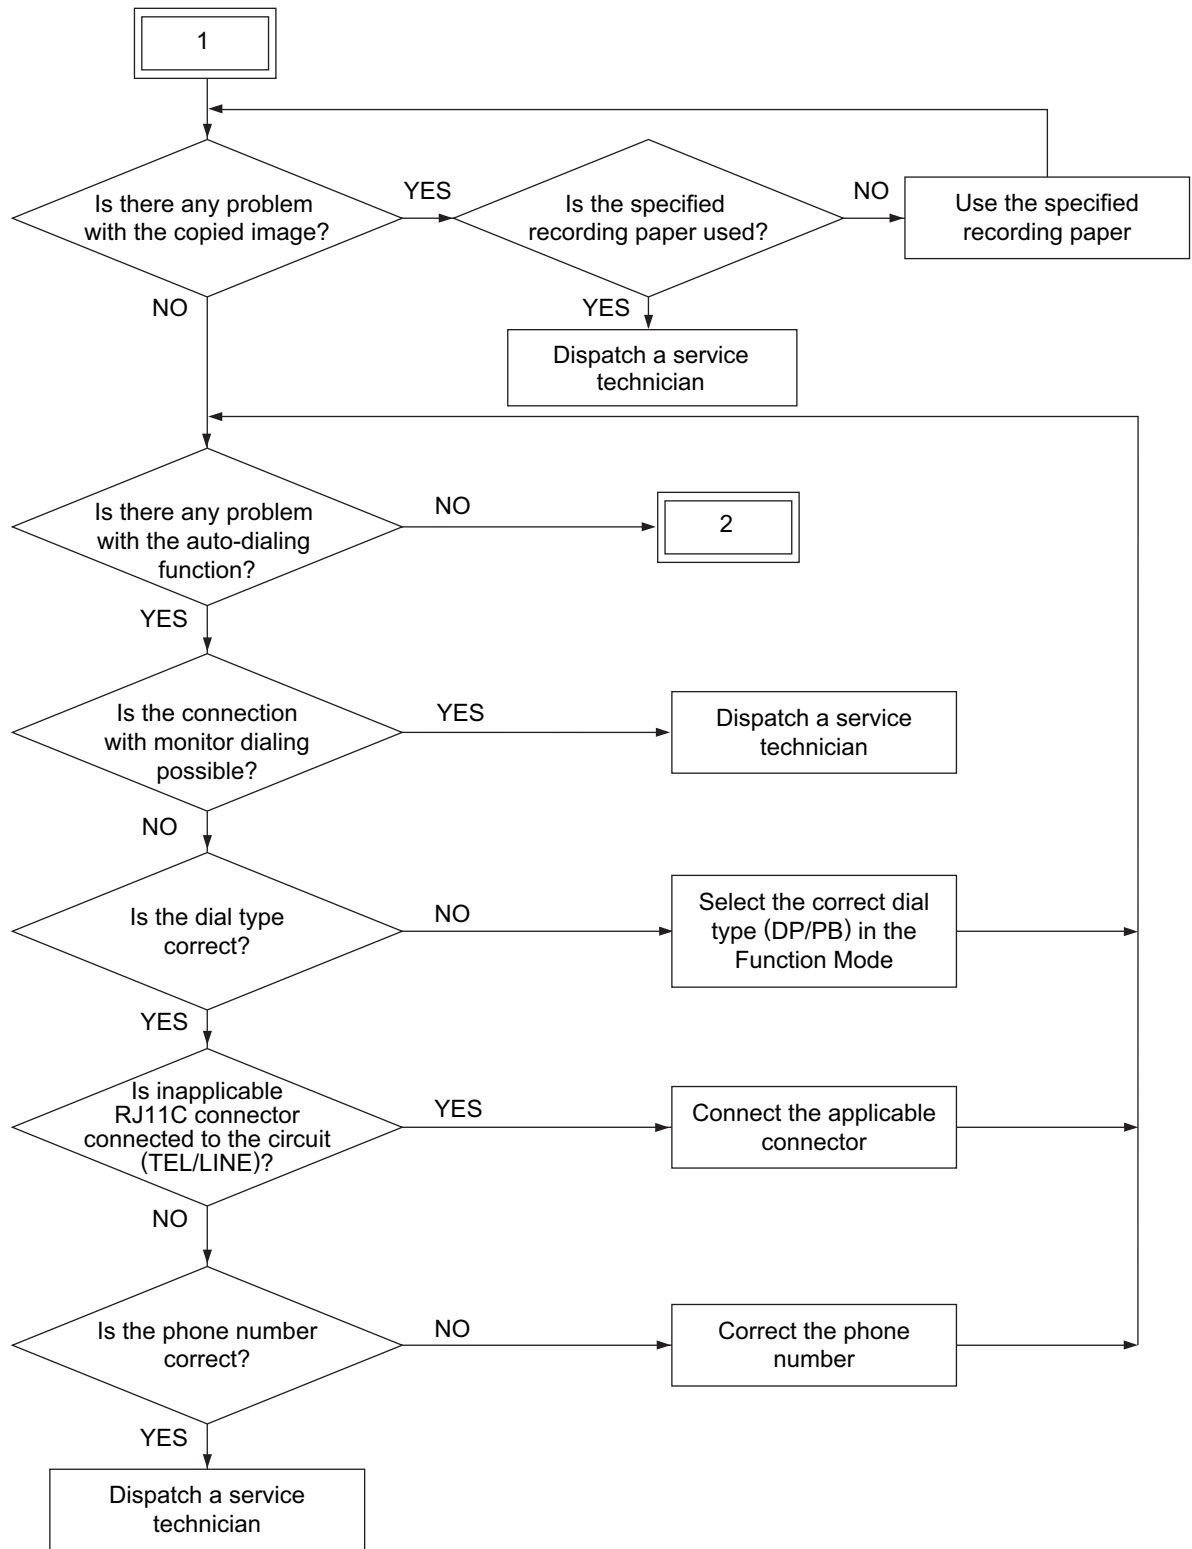 1
Is there any problem
with the copied image?
YES
Is the specified
recording paper used?
NO
Use the specified
recording paper
NO
YES
Dispatch a service
technician
Is there any problem
with the auto-dialing
function?
NO
2
YES
Is the connection
with monitor dialing
possible?
YES
Dispatch a service
technician
NO
Is the dial type
correct?
NO
Select the correct dial
type (DP/PB) in the
Function Mode
YES
Is inapplicable
RJ11C connector
connected to the circuit
(TEL/LINE)?
YES
Connect the applicable
connector
NO
Is the phone number
correct?
NO
Correct the phone
number
YES
Dispatch a service
technician